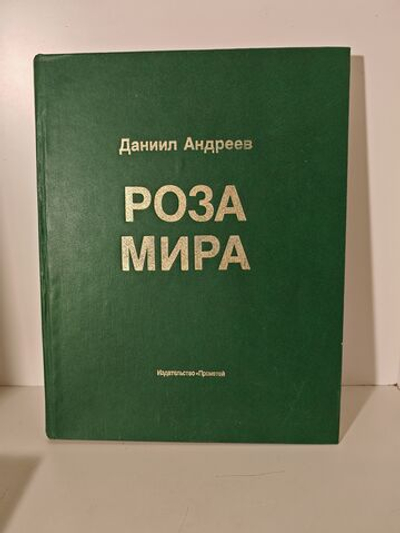 Даниил Андреев
РОЗА
МИРА
Издательство «Прометей